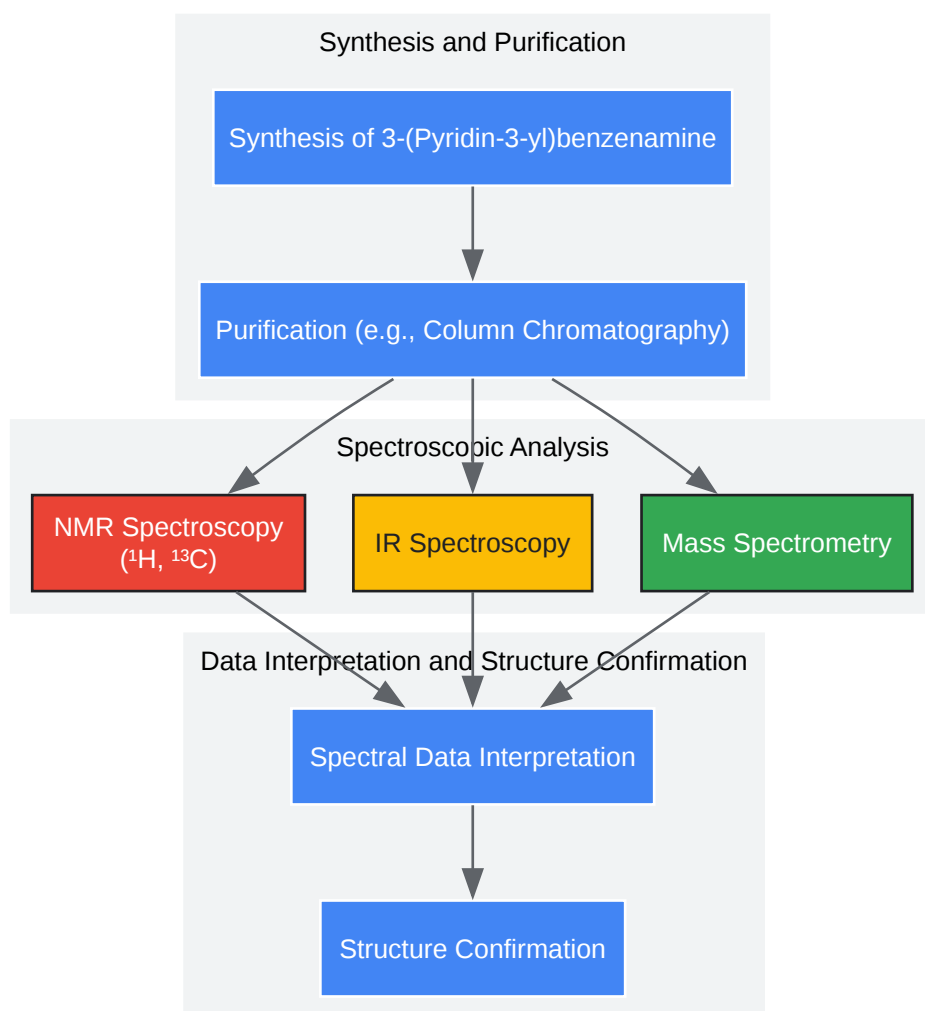 Synthesis and Purification
Synthesis of 3-(Pyridin-3-yl)benzenamine
Purification (e.g., Column Chromatography)
Spectroscopic Analysis
NMR Spectroscopy
(¹H, ¹³C)
IR Spectroscopy
Mass Spectrometry
Data Interpretation and Structure Confirmation
Spectral Data Interpretation
Structure Confirmation